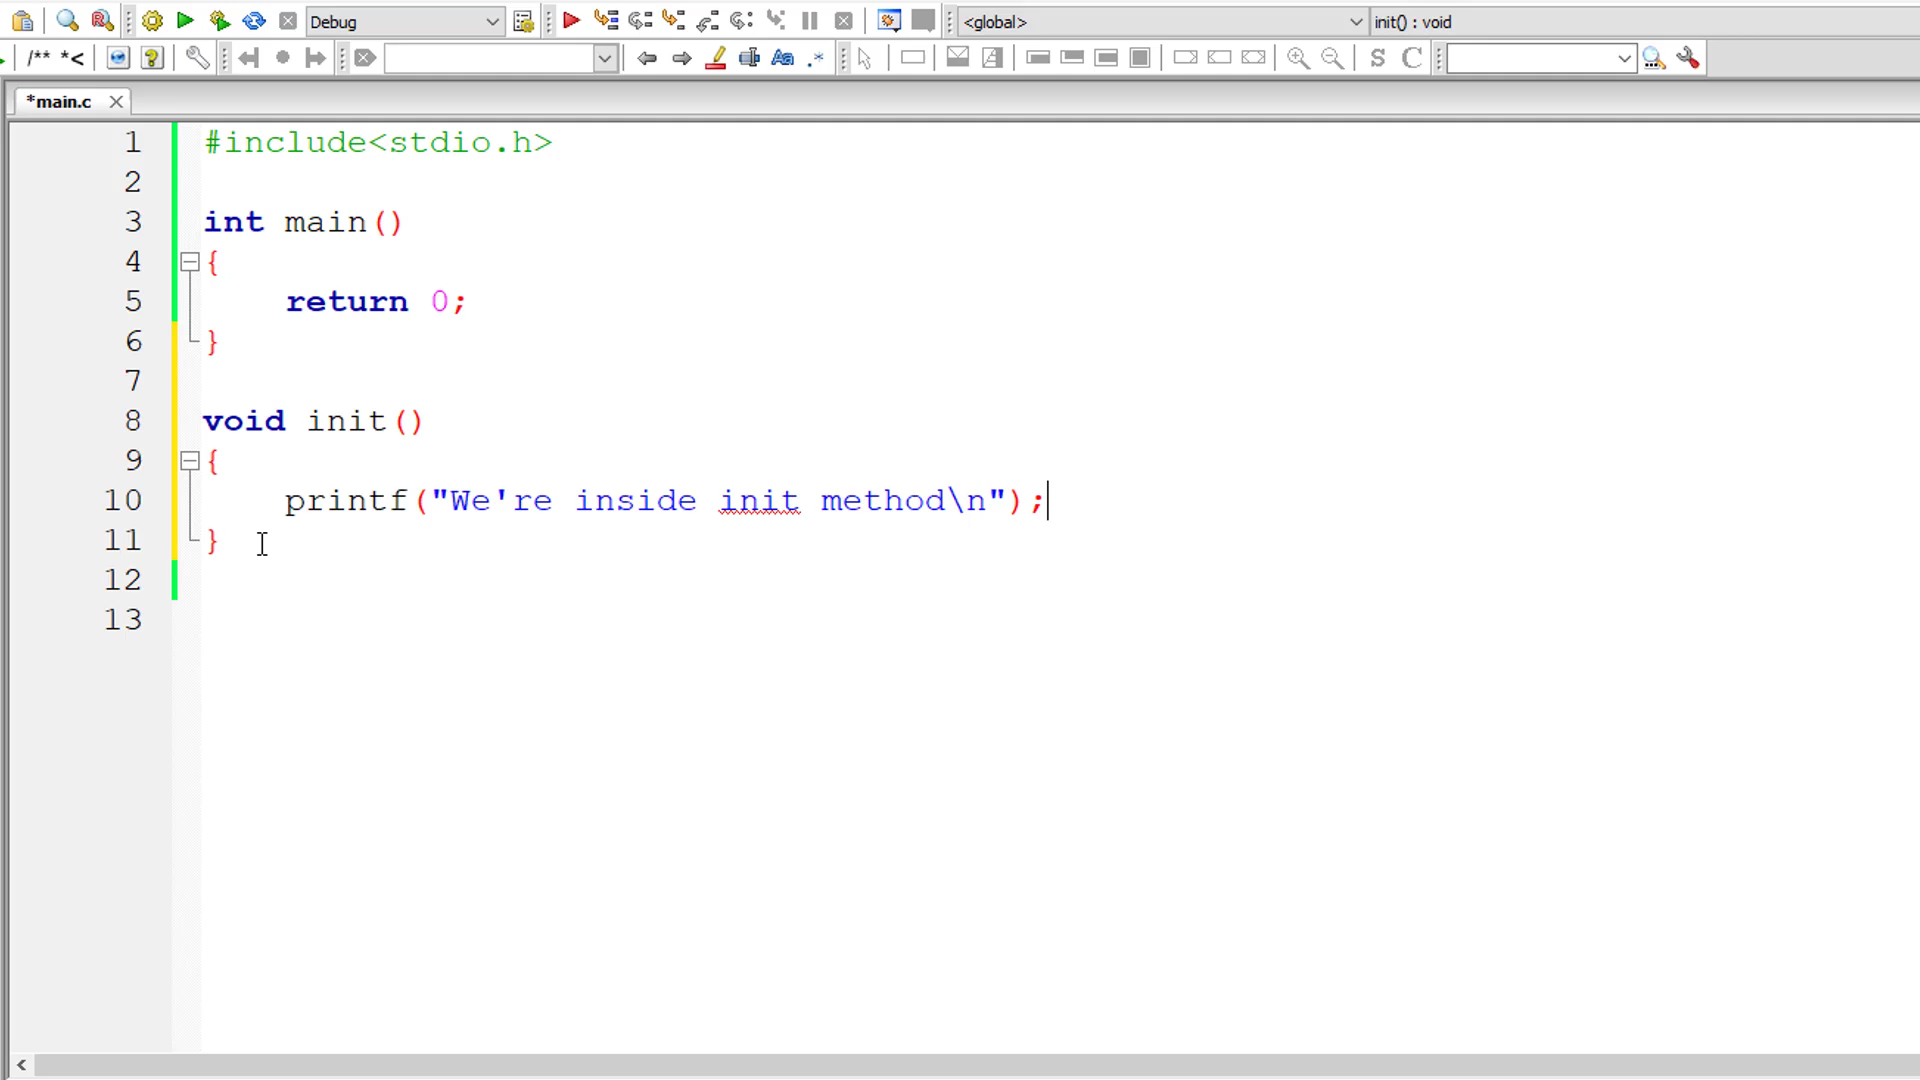 Debug
<global>
init() : void
/** *<
Aa
.*
S
C
*main.c
1 #include<stdio.h>
2
3 int main()
4 {
5 return 0;
6 }
7
8 void init()
9 {
10 printf("We're inside init method\n");
11 }
12
13